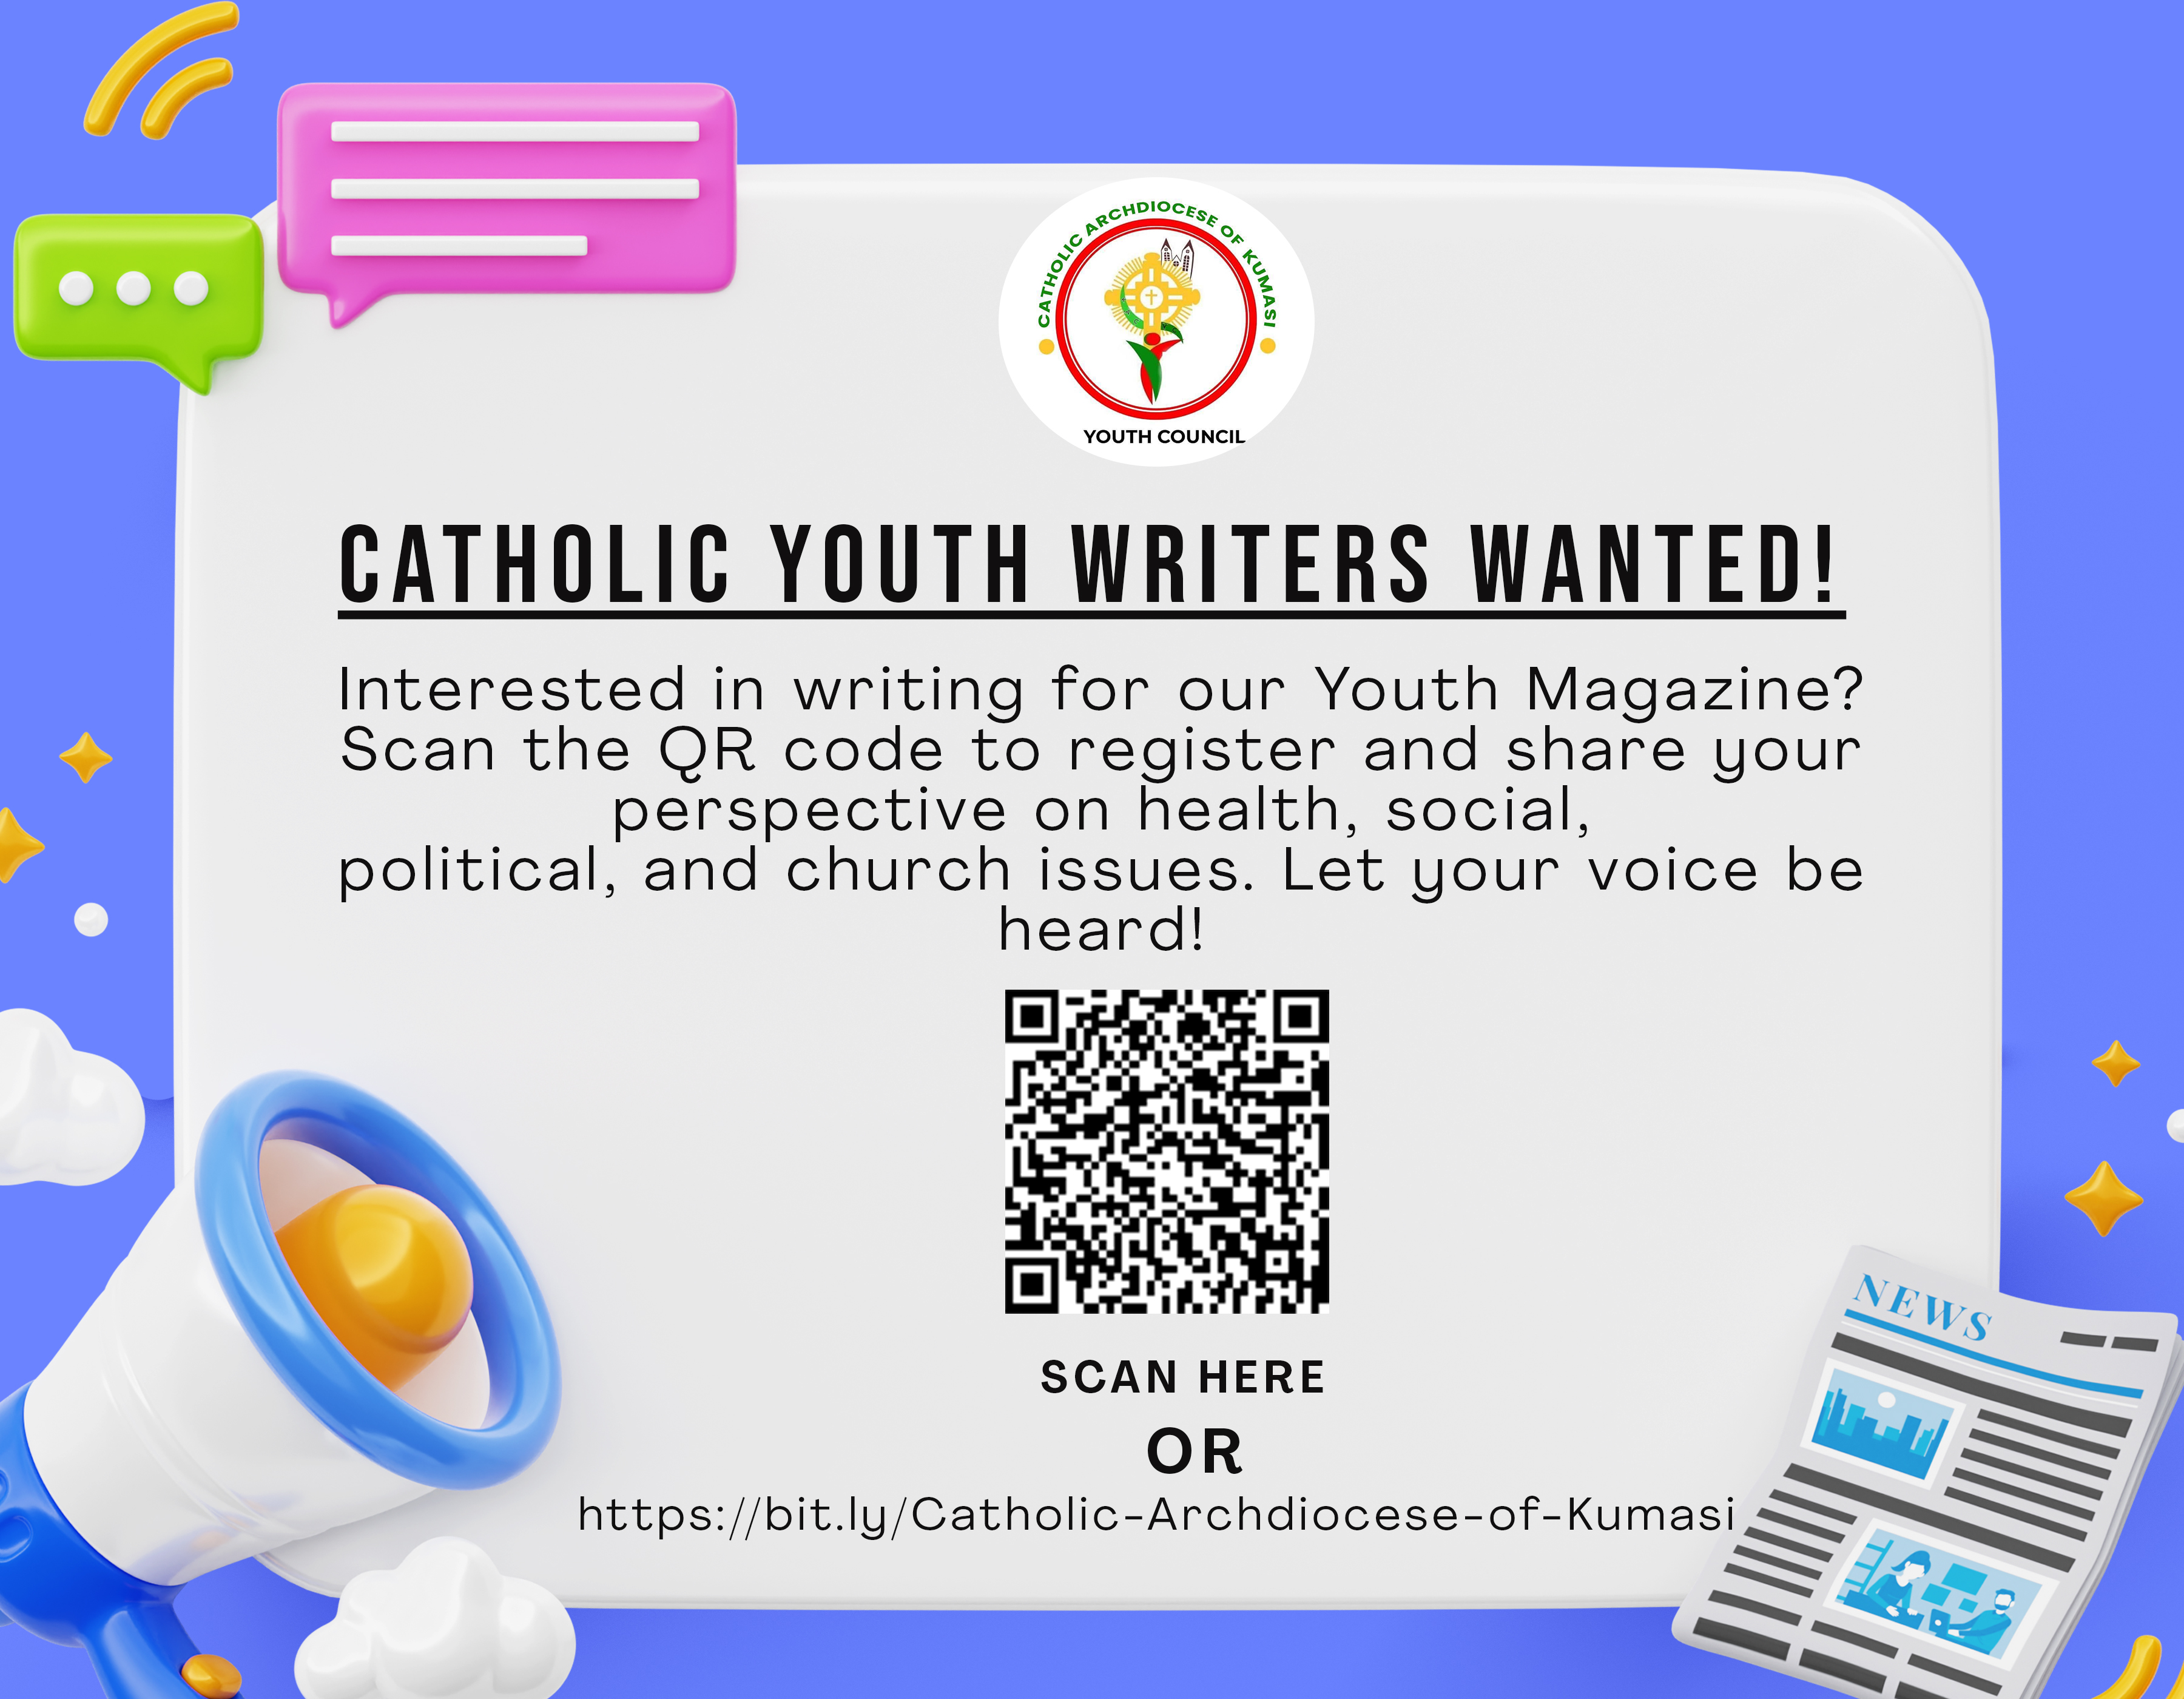 CATHOLIC ARCHDIOCESE OF KUMASI
YOUTH COUNCIL
CATHOLIC YOUTH WRITERS WANTED!
Interested in writing for our Youth Magazine?
Scan the QR code to register and share your
perspective on health, social,
political, and church issues. Let your voice be
heard!
SCAN HERE
OR
https://bit.ly/Catholic-Archdiocese-of-Kumasi
NEWS